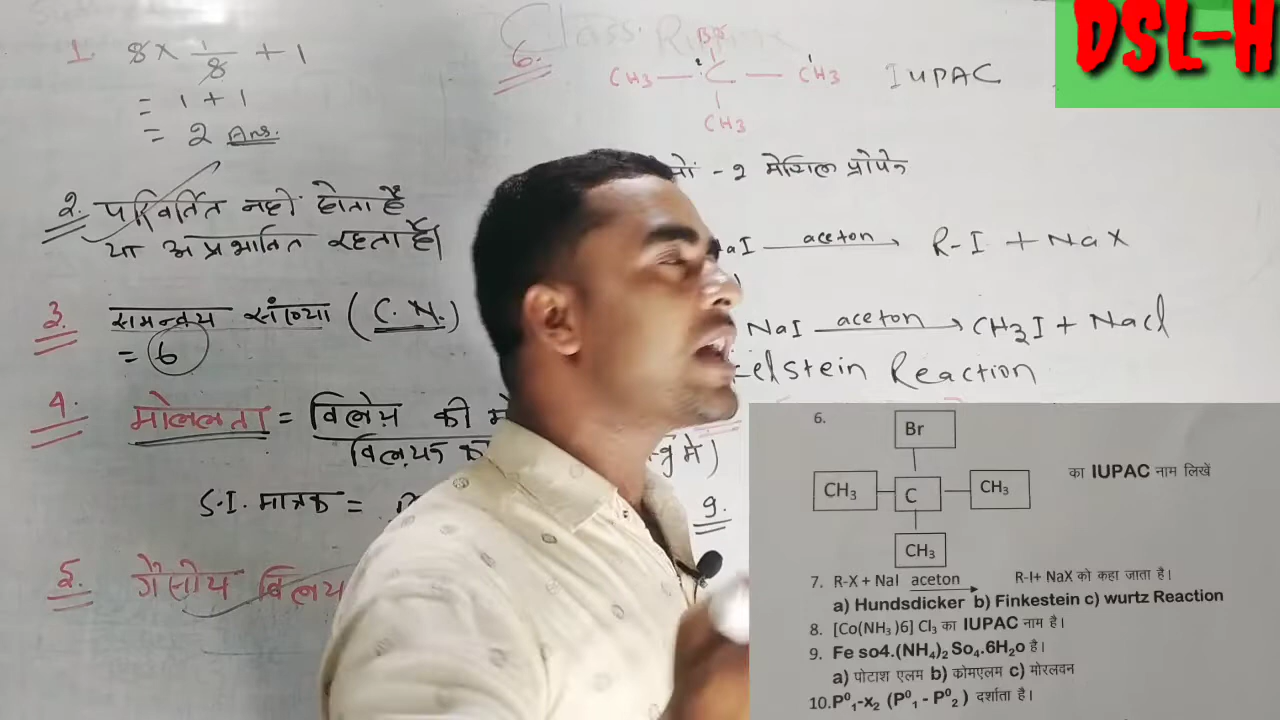 DSL-H
1. 8 × 1/8 + 1
= 1 + 1
= 2 Ans.
2. परिवर्तित नहीं होता है
या अप्रभावित रहता है।
3. समन्वय संख्या (C.N.)
= 6
4. मोललता = विलेय की
विलयन
S.I. मात्रक =
5. गैसीय
6.
Br
CH3 — C — CH3 IUPAC
CH3
- 2 मेथिल प्रोपेन
aceton R-I + NaX
NaI aceton CH3I + NaCl
elstein Reaction
9.
6.
Br
CH₃ C CH₃ का IUPAC नाम लिखें
CH₃
7. R-X + NaI aceton R-I+ NaX को कहा जाता है।
a) Hundsdicker b) Finkestein c) wurtz Reaction
8. [Co(NH₃)6] Cl₃ का IUPAC नाम है।
9. Fe so4.(NH₄)₂ So₄.6H₂o है।
a) पोटाश एलम b) क्रोमएलम c) मोरलवन
10. P⁰₁-x₂ (P⁰₁ - P⁰₂) दर्शाता है।